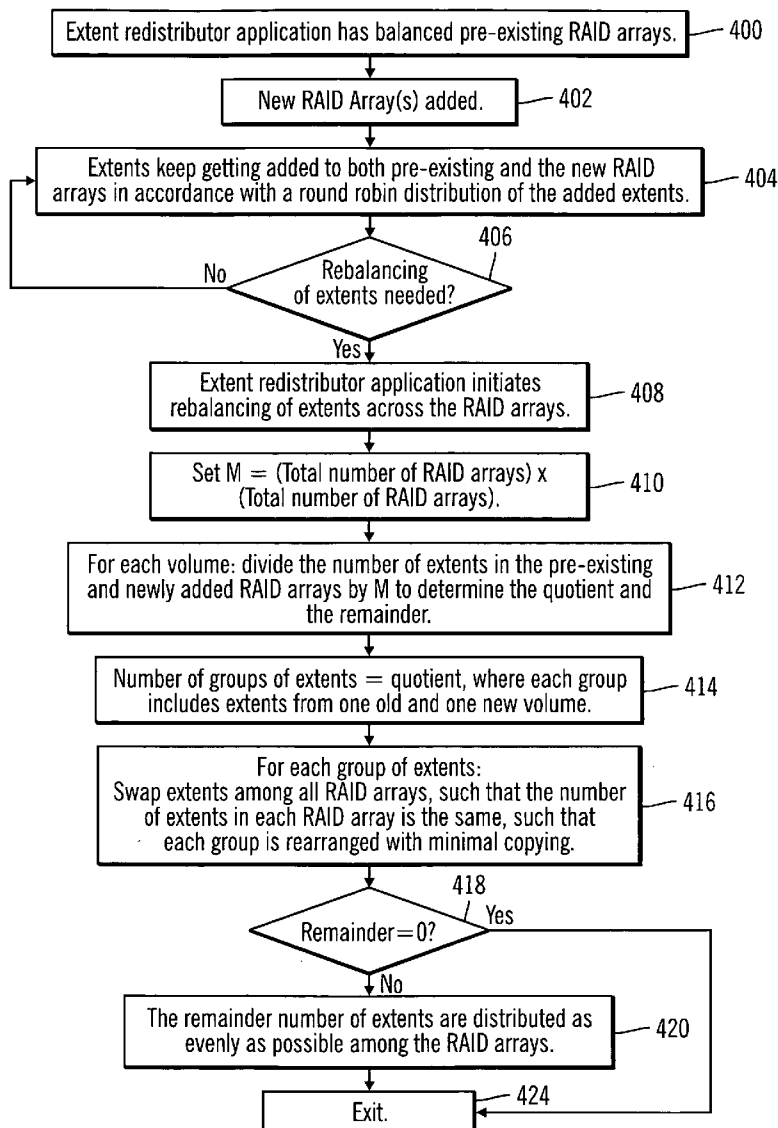 Extent redistributor application has balanced pre-existing RAID arrays.
400
New RAID Array(s) added.
402
Extents keep getting added to both pre-existing and the new RAID
arrays in accordance with a round robin distribution of the added extents.
404
406
No
Rebalancing
of extents needed?
Yes
Extent redistributor application initiates
rebalancing of extents across the RAID arrays.
408
Set M = (Total number of RAID arrays) x
(Total number of RAID arrays).
410
For each volume: divide the number of extents in the pre-existing
and newly added RAID arrays by M to determine the quotient and
the remainder.
412
Number of groups of extents = quotient, where each group
includes extents from one old and one new volume.
414
For each group of extents:
Swap extents among all RAID arrays, such that the number
of extents in each RAID array is the same, such that
each group is rearranged with minimal copying.
416
418
Remainder=0?
Yes
No
The remainder number of extents are distributed as
evenly as possible among the RAID arrays.
420
424
Exit.